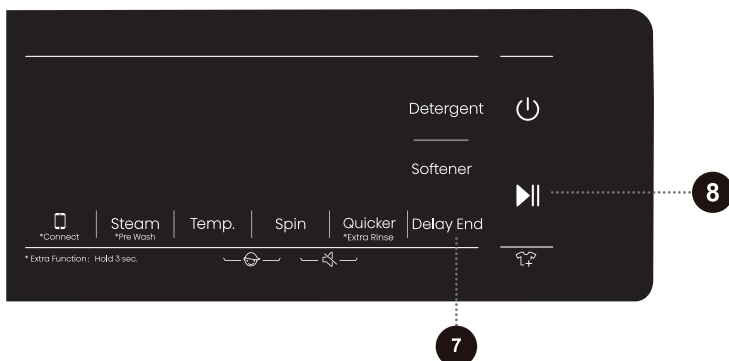 Detergent
Softener
8
Steam Temp. Spin Quicker Delay End
*Connect *Pre Wash *Extra Rinse
* Extra Function : Hold 3 sec.
7